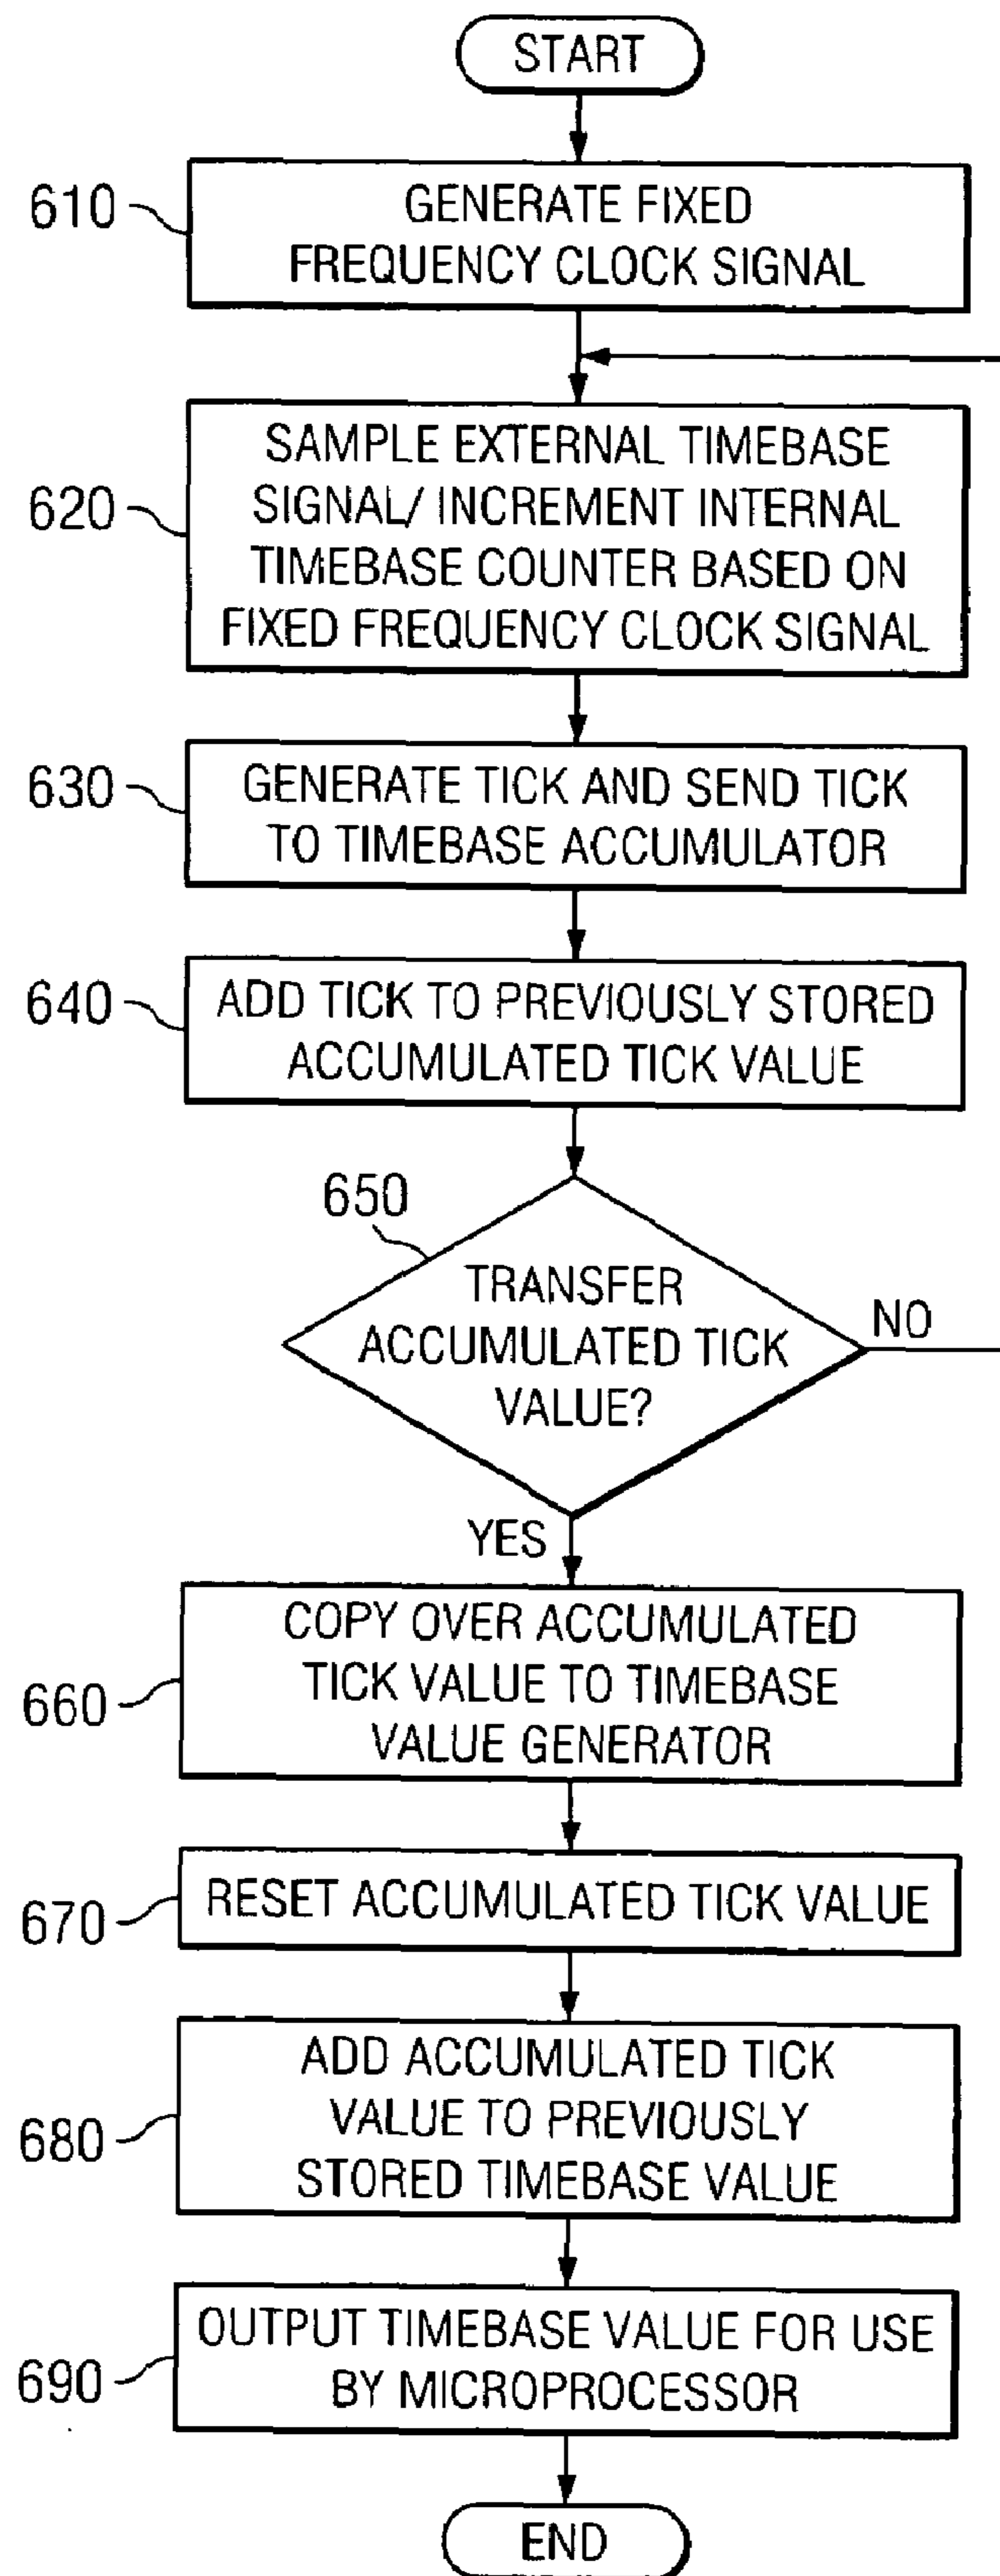 START
610
GENERATE FIXED
FREQUENCY CLOCK SIGNAL
620
SAMPLE EXTERNAL TIMEBASE
SIGNAL/ INCREMENT INTERNAL
TIMEBASE COUNTER BASED ON
FIXED FREQUENCY CLOCK SIGNAL
630
GENERATE TICK AND SEND TICK
TO TIMEBASE ACCUMULATOR
640
ADD TICK TO PREVIOUSLY STORED
ACCUMULATED TICK VALUE
650
TRANSFER
ACCUMULATED TICK
VALUE?
NO
YES
660
COPY OVER ACCUMULATED
TICK VALUE TO TIMEBASE
VALUE GENERATOR
670
RESET ACCUMULATED TICK VALUE
680
ADD ACCUMULATED TICK
VALUE TO PREVIOUSLY
STORED TIMEBASE VALUE
690
OUTPUT TIMEBASE VALUE FOR USE
BY MICROPROCESSOR
END